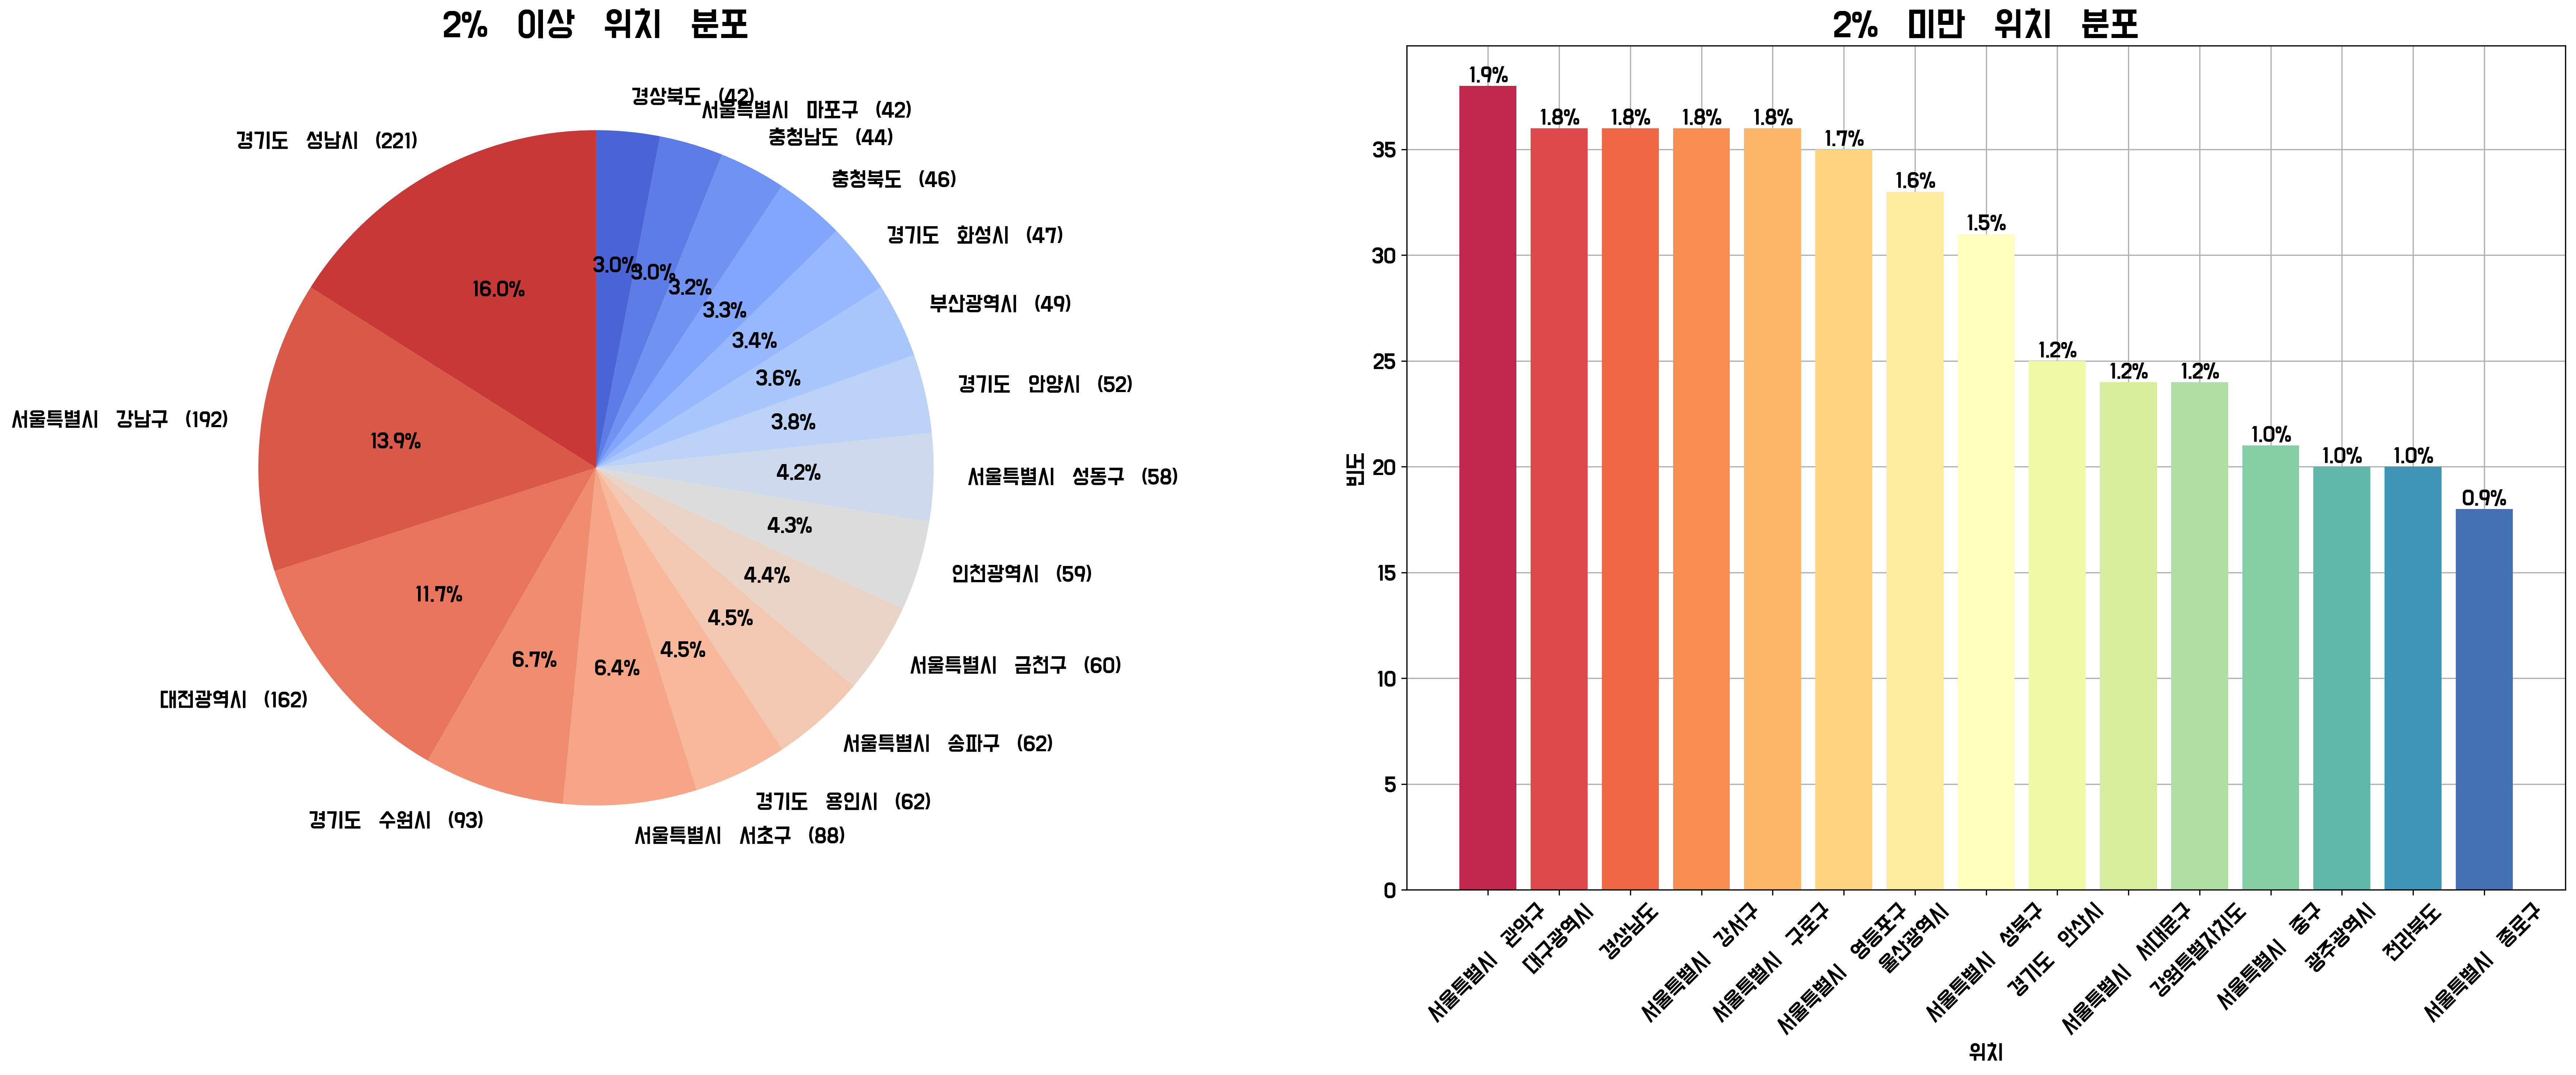 2% 이상 위치 분포
경상북도 (42)
서울특별시 마포구 (42)
충청남도 (44)
충청북도 (46)
경기도 화성시 (47)
부산광역시 (49)
경기도 안양시 (52)
서울특별시 성동구 (58)
인천광역시 (59)
서울특별시 금천구 (60)
서울특별시 송파구 (62)
경기도 용인시 (62)
서울특별시 서초구 (88)
경기도 수원시 (93)
대전광역시 (162)
서울특별시 강남구 (192)
경기도 성남시 (221)
3.0%
3.0%
3.2%
3.3%
3.4%
3.6%
3.8%
4.2%
4.3%
4.4%
4.5%
4.5%
6.4%
6.7%
11.7%
13.9%
16.0%
2% 미만 위치 분포
빈도
35
30
25
20
15
10
5
0
1.9%
1.8%
1.8%
1.8%
1.8%
1.7%
1.6%
1.5%
1.2%
1.2%
1.2%
1.0%
1.0%
1.0%
0.9%
서울특별시 관악구
대구광역시
경상남도
서울특별시 강서구
서울특별시 구로구
서울특별시 영등포구
울산광역시
서울특별시 성북구
경기도 안산시
서울특별시 서대문구
강원특별자치도
서울특별시 중구
광주광역시
전라북도
서울특별시 종로구
위치